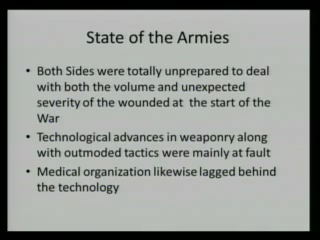 State of the Armies
• Both Sides were totally unprepared to deal
with both the volume and unexpected
severity of the wounded at the start of the
War
• Technological advances in weaponry along
with outmoded tactics were mainly at fault
• Medical organization likewise lagged behind
the technology